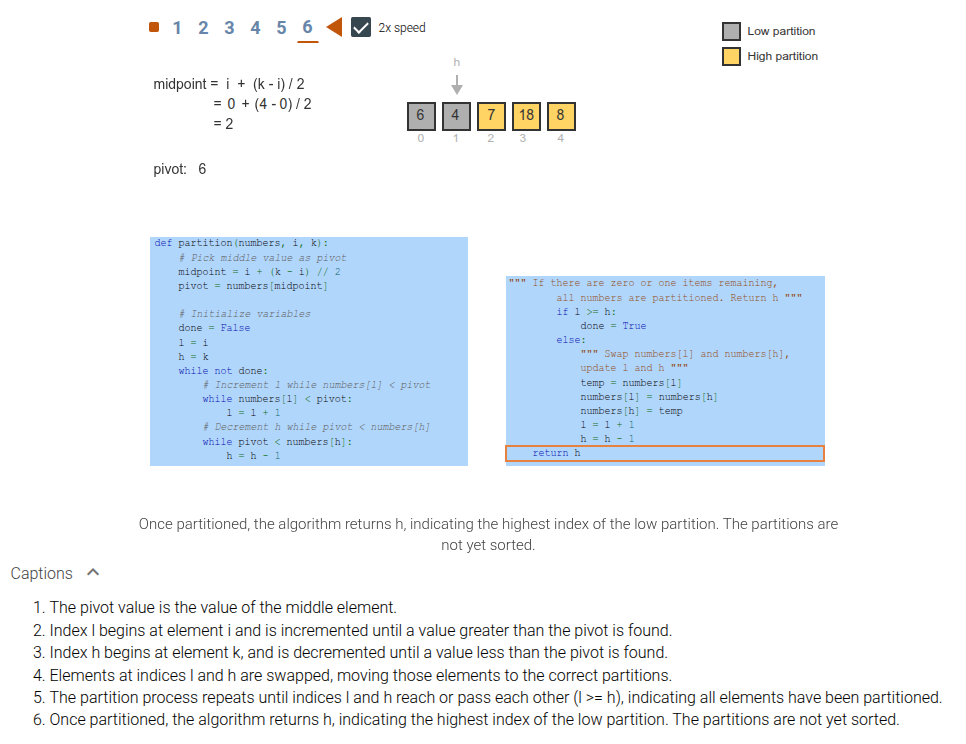 1 2 3 4 5 6 2x speed
Low partition
High partition
midpoint = i + (k - i) / 2
= 0 + (4 - 0) / 2
= 2
h
6 4 7 18 8
0 1 2 3 4
pivot: 6
def partition(numbers, i, k):
# Pick middle value as pivot
midpoint = i + (k - i) // 2
pivot = numbers[midpoint]
# Initialize variables
done = False
l = i
h = k
while not done:
# Increment l while numbers[l] < pivot
while numbers[l] < pivot:
l = l + 1
# Decrement h while pivot < numbers[h]
while pivot < numbers[h]:
h = h - 1
""" If there are zero or one items remaining,
all numbers are partitioned. Return h """
if l >= h:
done = True
else:
""" Swap numbers[l] and numbers[h],
update l and h """
temp = numbers[l]
numbers[l] = numbers[h]
numbers[h] = temp
l = l + 1
h = h - 1
return h
Once partitioned, the algorithm returns h, indicating the highest index of the low partition. The partitions are
not yet sorted.
Captions
1. The pivot value is the value of the middle element.
2. Index l begins at element i and is incremented until a value greater than the pivot is found.
3. Index h begins at element k, and is decremented until a value less than the pivot is found.
4. Elements at indices l and h are swapped, moving those elements to the correct partitions.
5. The partition process repeats until indices l and h reach or pass each other (l >= h), indicating all elements have been partitioned.
6. Once partitioned, the algorithm returns h, indicating the highest index of the low partition. The partitions are not yet sorted.